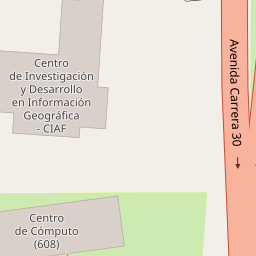 Centro
de Investigación
y Desarrollo
en Información
Geográfica
- CIAF
Avenida Carrera 30
Centro
de Cómputo
(608)